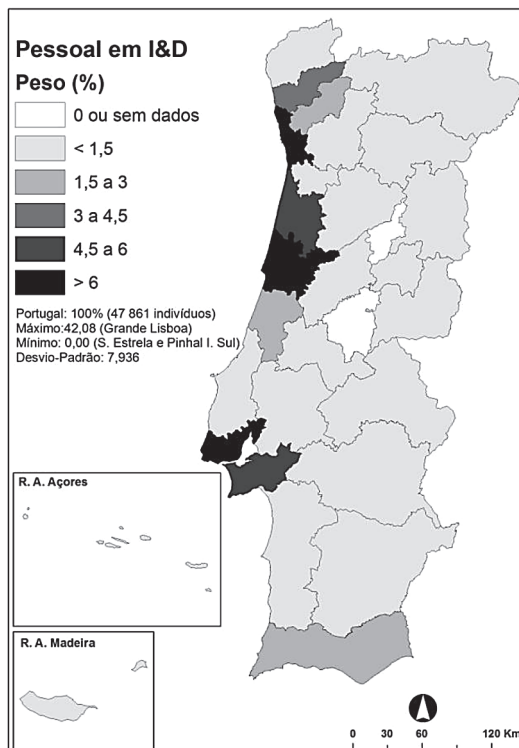 Pessoal em I&D
Peso (%)
0 ou sem dados
< 1,5
1,5 a 3
3 a 4,5
4,5 a 6
> 6
Portugal: 100% (47 861 indivíduos)
Máximo:42,08 (Grande Lisboa)
Mínimo: 0,00 (S. Estrela e Pinhal I. Sul)
Desvio-Padrão: 7,936
R. A. Açores
R. A. Madeira
0 30 60 120 Km